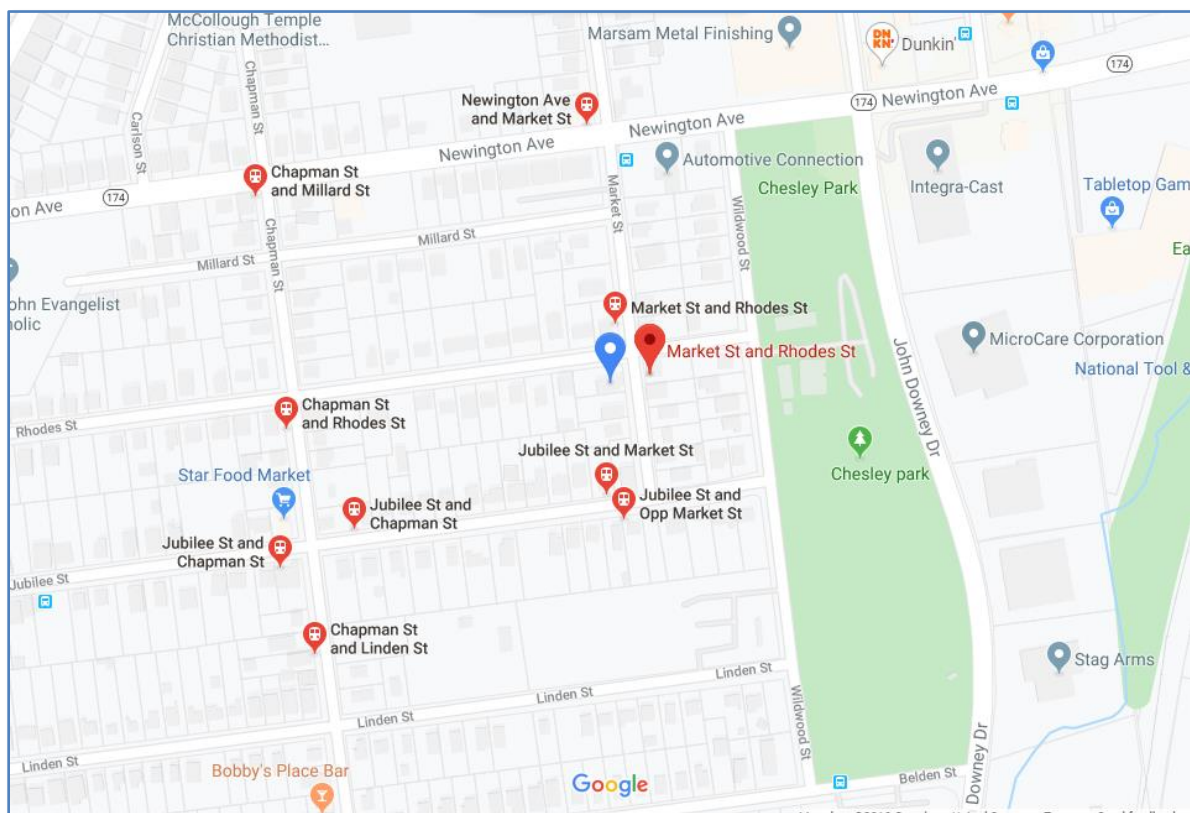 McCollough Temple
Christian Methodist...
Marsam Metal Finishing
DN
KN'
Dunkin'
174
Newington Ave
174
Newington Ave
and Market St
Newington Ave
Newington Ave
Carlson St
Chapman St
Chapman St
and Millard St
on Ave
174
Automotive Connection
Chesley Park
Integra-Cast
Tabletop Gam
Market St
Wildwood St
Millard St
Millard St
Chapman St
Ea
ohn Evangelist
olic
Market St and Rhodes St
Market St and Rhodes St
MicroCare Corporation
National Tool &
John Downey Dr
Rhodes St
Chapman St
and Rhodes St
Chesley park
Star Food Market
Jubilee St and Market St
Jubilee St and
Opp Market St
Jubilee St and
Chapman St
Jubilee St and
Chapman St
Jubilee St
Chapman St
and Linden St
Stag Arms
Linden St
Linden St
Linden St
Wildwood St
Bobby's Place Bar
Google
Belden St
Downey Dr